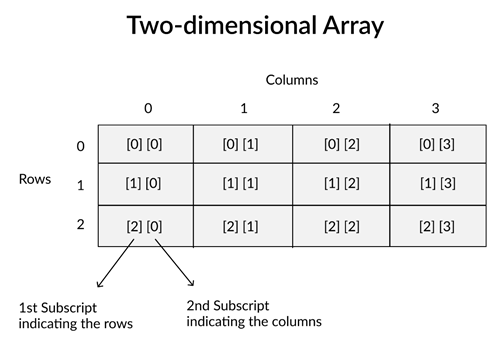 Two-dimensional Array
Columns
0 1 2 3
0 [0] [0] [0] [1] [0] [2] [0] [3]
Rows 1 [1] [0] [1] [1] [1] [2] [1] [3]
2 [2] [0] [2] [1] [2] [2] [2] [3]
1st Subscript
indicating the rows
2nd Subscript
indicating the columns